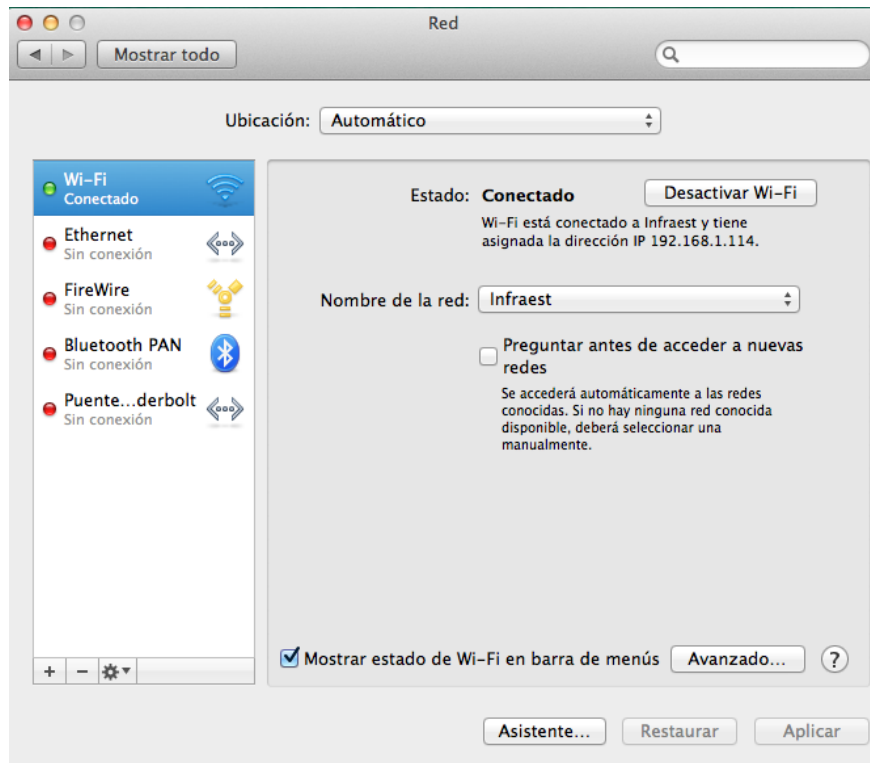 Red
Mostrar todo
Ubicación: Automático
Wi-Fi
Conectado
Ethernet
Sin conexión
FireWire
Sin conexión
Bluetooth PAN
Sin conexión
Puente...derbolt
Sin conexión
Estado: Conectado Desactivar Wi-Fi
Wi-Fi está conectado a Infraest y tiene
asignada la dirección IP 192.168.1.114.
Nombre de la red: Infraest
Preguntar antes de acceder a nuevas
redes
Se accederá automáticamente a las redes
conocidas. Si no hay ninguna red conocida
disponible, deberá seleccionar una
manualmente.
+ −
Mostrar estado de Wi-Fi en barra de menús Avanzado... ?
Asistente... Restaurar Aplicar